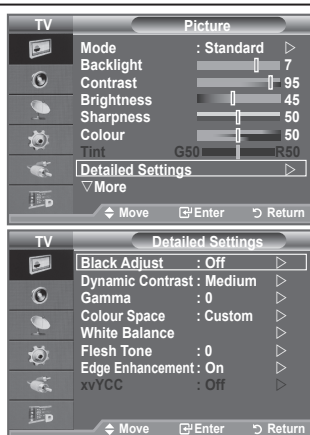 TV Picture
Mode : Standard
Backlight 7
Contrast 95
Brightness 45
Sharpness 50
Colour 50
Tint G50 R50
Detailed Settings
▽More
Move Enter Return
TV Detailed Settings
Black Adjust : Off
Dynamic Contrast : Medium
Gamma : 0
Colour Space : Custom
White Balance
Flesh Tone : 0
Edge Enhancement : On
xvYCC : Off
Move Enter Return